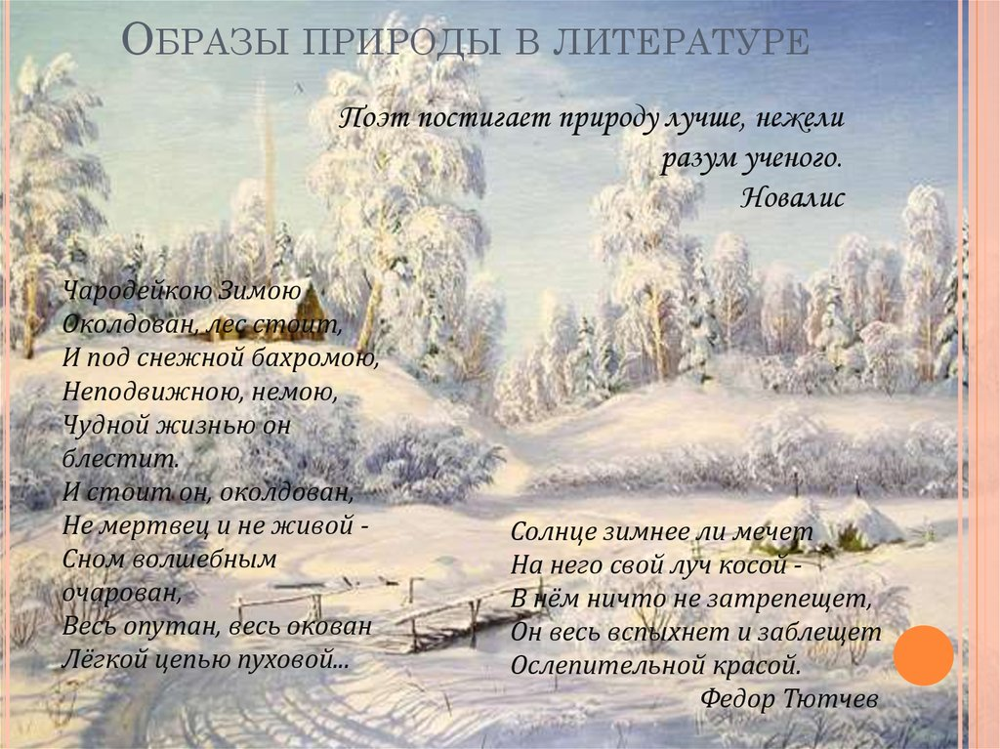 Образы природы в литературе
Поэт постигает природу лучше, нежели
разум ученого.
Новалис
Чародейкою Зимою
Околдован, лес стоит,
И под снежной бахромою,
Неподвижною, немою,
Чудной жизнью он
блестит.
И стоит он, околдован,
Не мертвец и не живой -
Сном волшебным
очарован,
Весь опутан, весь окован
Лёгкой цепью пуховой...
Солнце зимнее ли мечет
На него свой луч косой -
В нём ничто не затрепещет,
Он весь вспыхнет и заблещет
Ослепительной красой.
Федор Тютчев